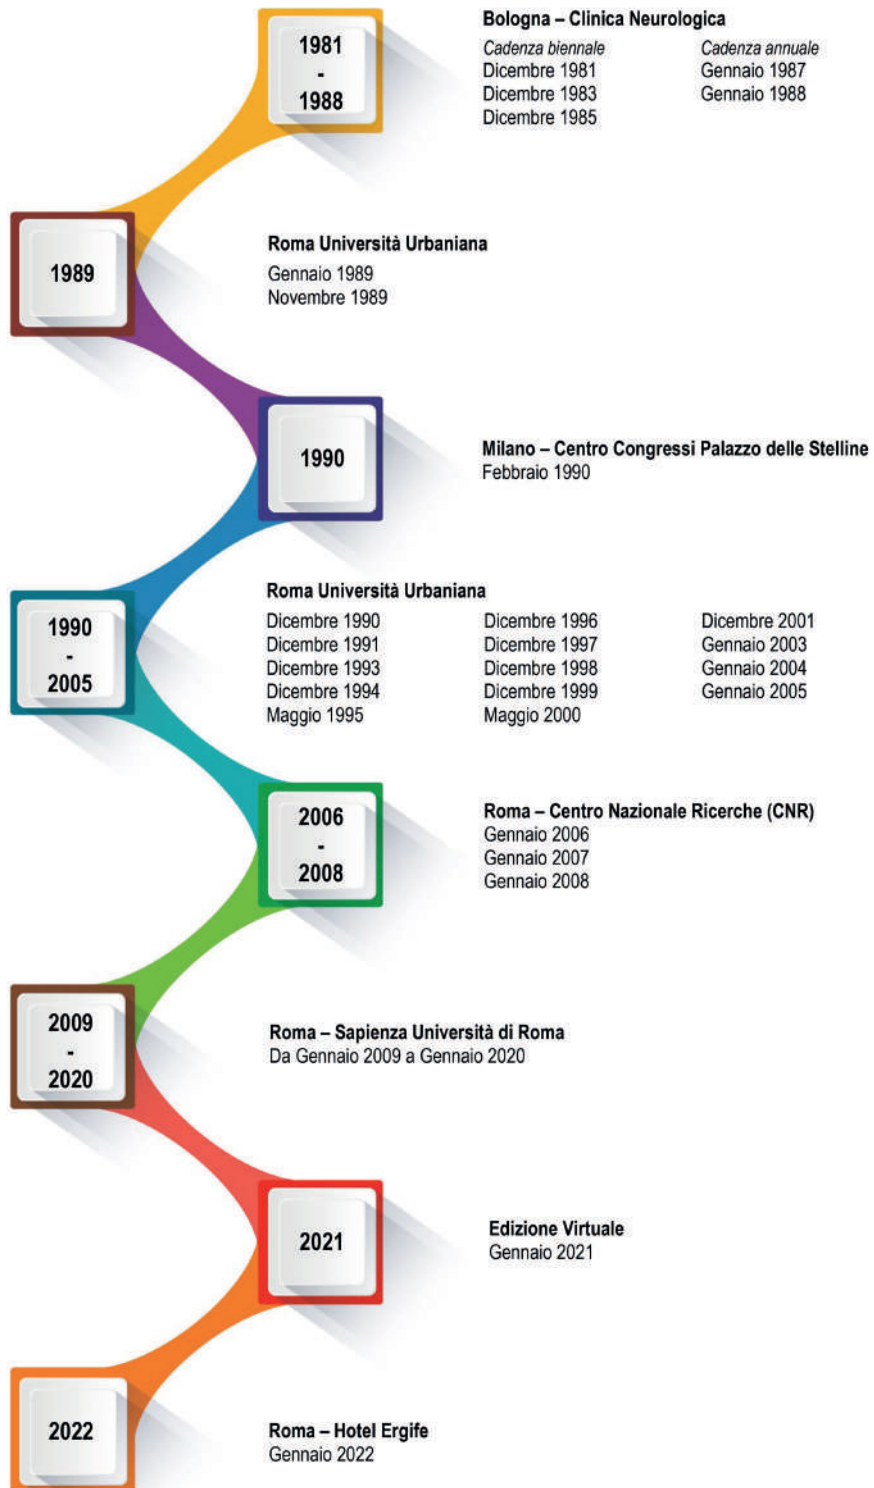 1981
-
1988
Bologna – Clinica Neurologica
Cadenza biennale
Dicembre 1981
Dicembre 1983
Dicembre 1985
Cadenza annuale
Gennaio 1987
Gennaio 1988
1989
Roma Università Urbaniana
Gennaio 1989
Novembre 1989
1990
Milano – Centro Congressi Palazzo delle Stelline
Febbraio 1990
1990
-
2005
Roma Università Urbaniana
Dicembre 1990
Dicembre 1991
Dicembre 1993
Dicembre 1994
Maggio 1995
Dicembre 1996
Dicembre 1997
Dicembre 1998
Dicembre 1999
Maggio 2000
Dicembre 2001
Gennaio 2003
Gennaio 2004
Gennaio 2005
2006
-
2008
Roma – Centro Nazionale Ricerche (CNR)
Gennaio 2006
Gennaio 2007
Gennaio 2008
2009
-
2020
Roma – Sapienza Università di Roma
Da Gennaio 2009 a Gennaio 2020
2021
Edizione Virtuale
Gennaio 2021
2022
Roma – Hotel Ergife
Gennaio 2022